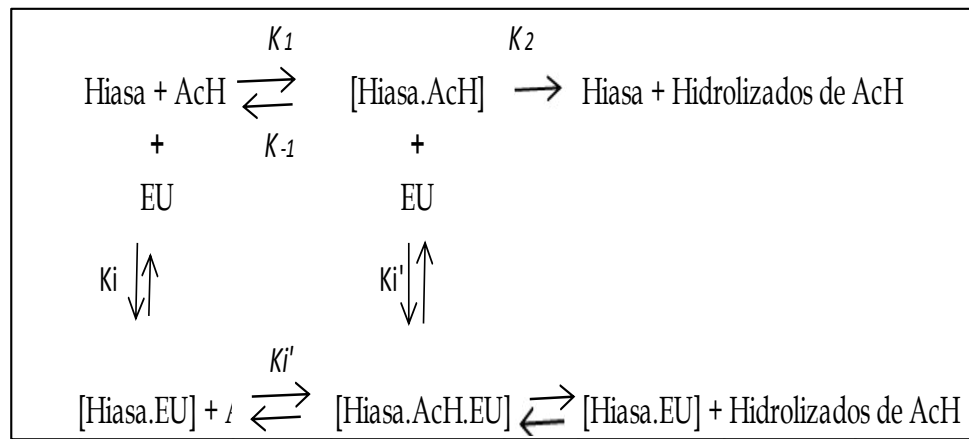 K1 K2
Hiasa + AcH [Hiasa.AcH] Hiasa + Hidrolizados de AcH
+ K-1 +
EU EU
Ki Ki'
Ki'
[Hiasa.EU] + [Hiasa.AcH.EU] [Hiasa.EU] + Hidrolizados de AcH